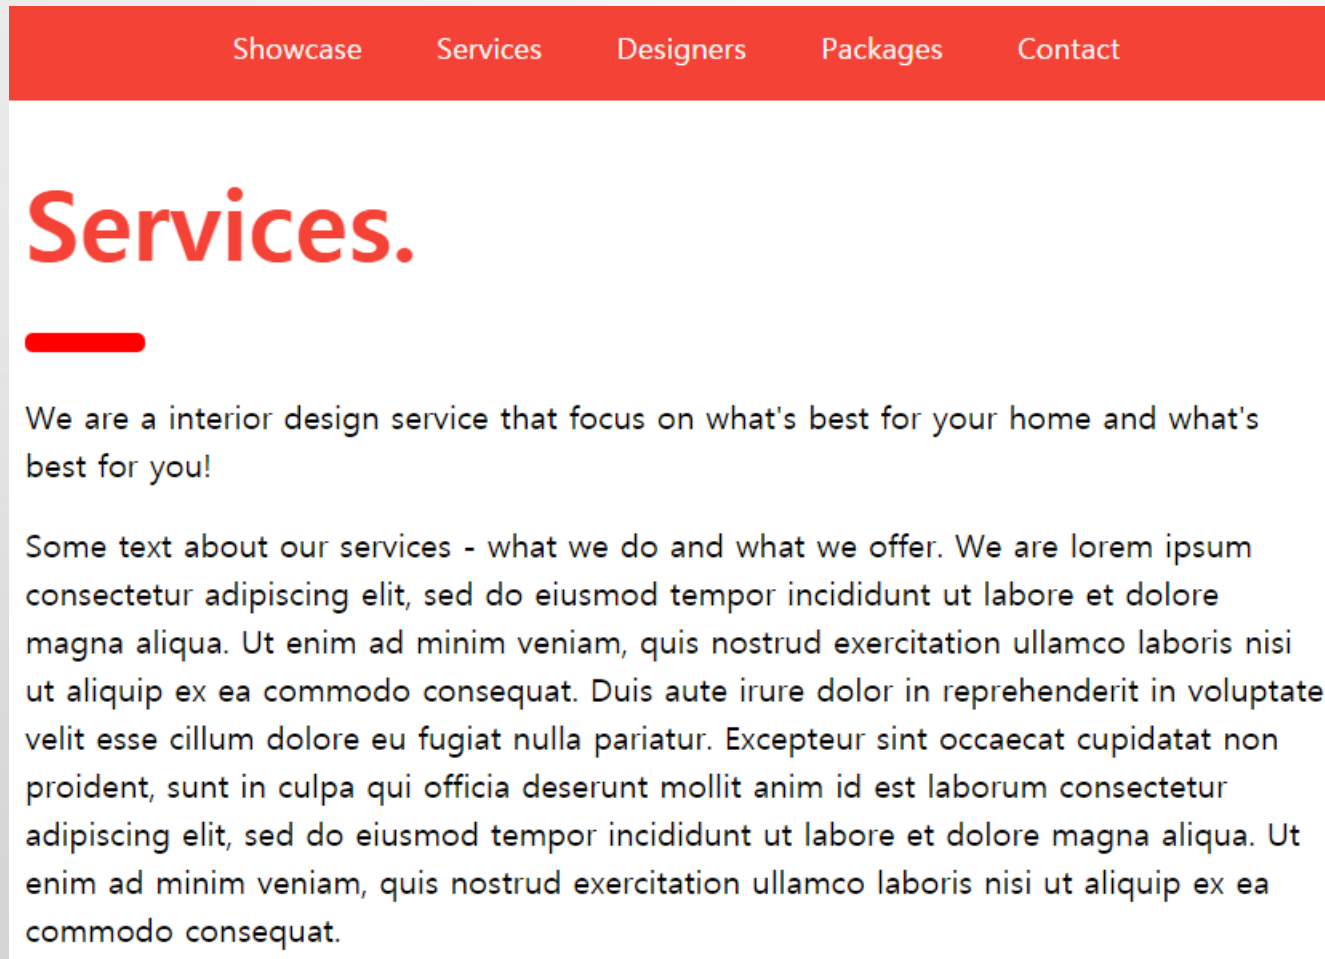 Showcase Services Designers Packages Contact
Services.
We are a interior design service that focus on what's best for your home and what's
best for you!
Some text about our services - what we do and what we offer. We are lorem ipsum
consectetur adipiscing elit, sed do eiusmod tempor incididunt ut labore et dolore
magna aliqua. Ut enim ad minim veniam, quis nostrud exercitation ullamco laboris nisi
ut aliquip ex ea commodo consequat. Duis aute irure dolor in reprehenderit in voluptate
velit esse cillum dolore eu fugiat nulla pariatur. Excepteur sint occaecat cupidatat non
proident, sunt in culpa qui officia deserunt mollit anim id est laborum consectetur
adipiscing elit, sed do eiusmod tempor incididunt ut labore et dolore magna aliqua. Ut
enim ad minim veniam, quis nostrud exercitation ullamco laboris nisi ut aliquip ex ea
commodo consequat.